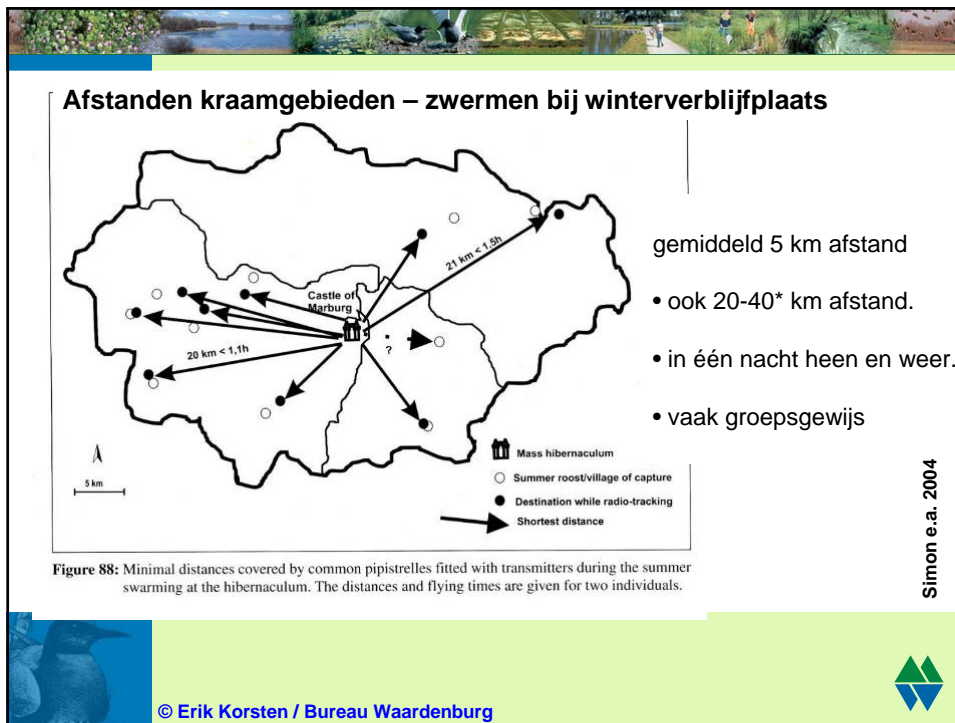 Afstanden kraamgebieden – zwermen bij winterverblijfplaats
21 km < 1,5h
Castle of
Marburg
?
20 km < 1,1h
5 km
Mass hibernaculum
Summer roost/village of capture
Destination while radio-tracking
Shortest distance
gemiddeld 5 km afstand
• ook 20-40* km afstand.
• in één nacht heen en weer.
• vaak groepsgewijs
Simon e.a. 2004
Figure 88: Minimal distances covered by common pipistrelles fitted with transmitters during the summer
swarming at the hibernaculum. The distances and flying times are given for two individuals.
© Erik Korsten / Bureau Waardenburg